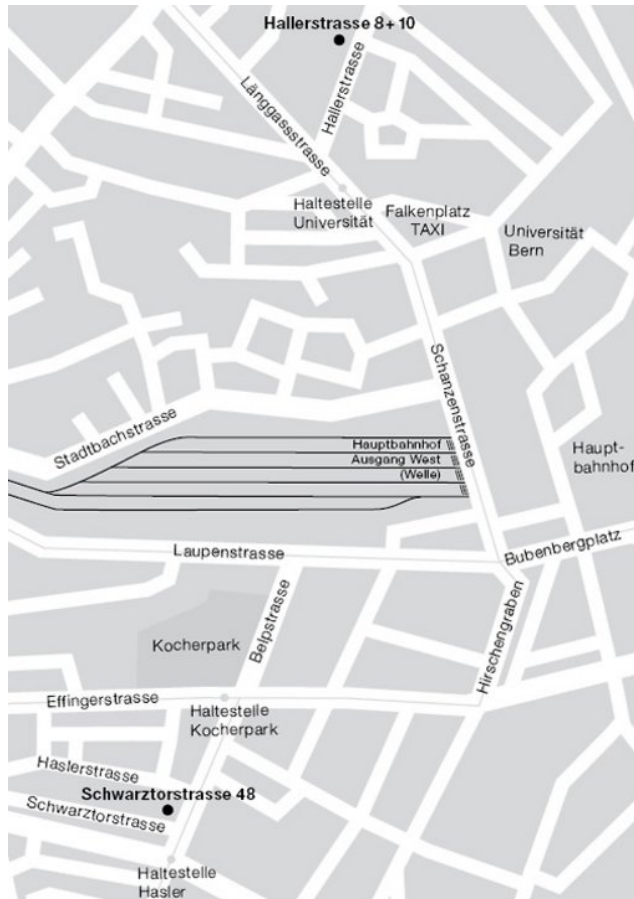 Hallerstrasse 8+10
Hallerstrasse
Länggassstrasse
Haltestelle
Universität
Falkenplatz
TAXI
Universität
Bern
Schanzenstrasse
Stadtbachstrasse
Hauptbahnhof
Ausgang West
(Welle)
Haupt-
bahnhof
Laupenstrasse
Bubenbergplatz
Belpstrasse
Hirschengraben
Kocherpark
Effingerstrasse
Haltestelle
Kocherpark
Haslerstrasse
Schwarztorstrasse 48
Schwarztorstrasse
Haltestelle
Hasler